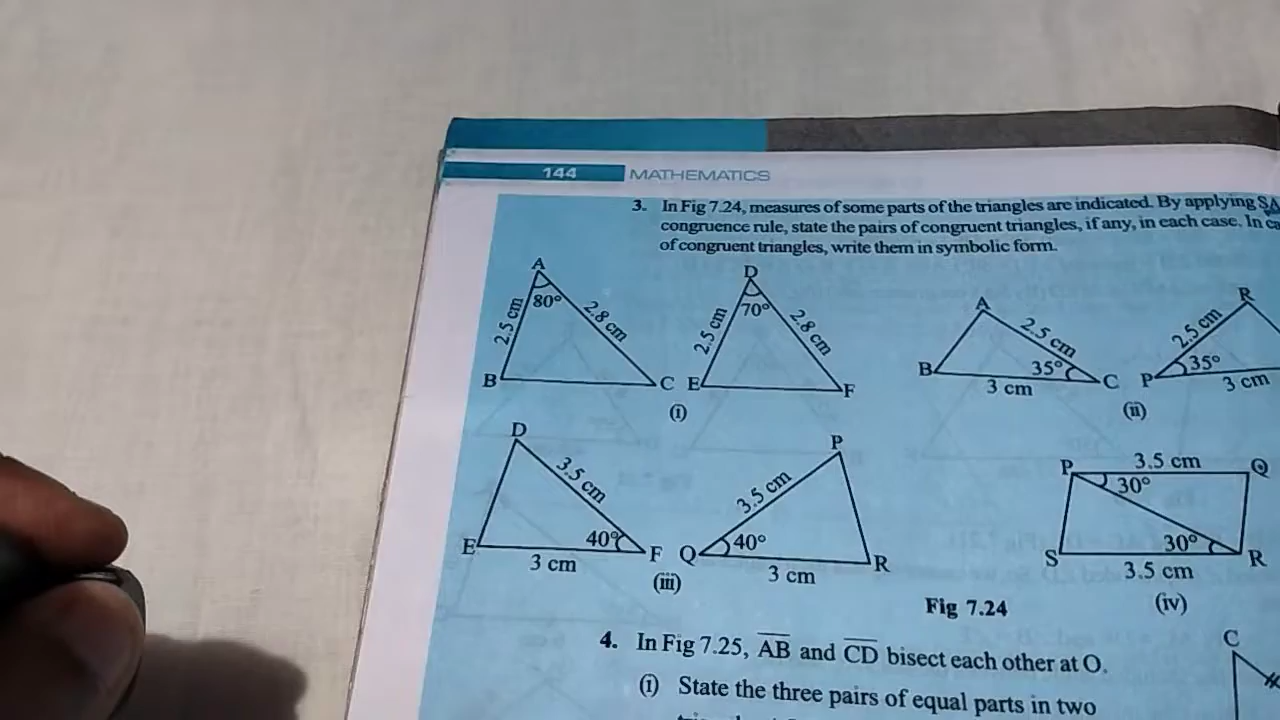 144 MATHEMATICS
3. In Fig 7.24, measures of some parts of the triangles are indicated. By applying
congruence rule, state the pairs of congruent triangles, if any, in each case. In
of congruent triangles, write them in symbolic form.
A 80° 2.5 cm 2.8 cm B C
D 70° 2.5 cm 2.8 cm E F
(i)
A 2.5 cm 35° B 3 cm C
R 2.5 cm 35° P 3 cm
(ii)
D 3.5 cm 40° E 3 cm F
P 3.5 cm 40° Q 3 cm R
(iii)
P 3.5 cm Q 30° 30° S 3.5 cm R
(iv)
Fig 7.24
4. In Fig 7.25, AB and CD bisect each other at O.
C
(i) State the three pairs of equal parts in two